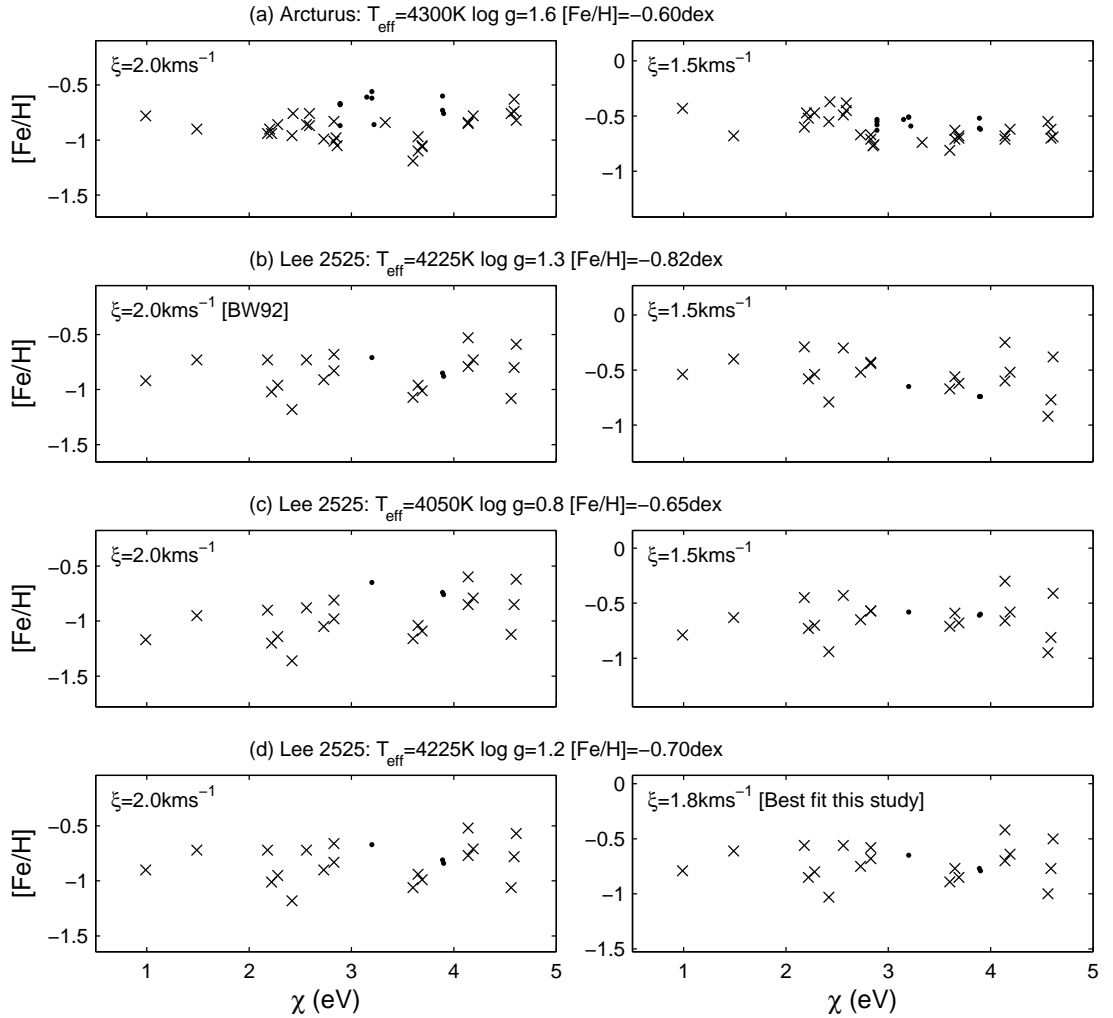 (a) Arcturus: T_eff=4300K log g=1.6 [Fe/H]=−0.60dex
ξ=2.0kms⁻¹
ξ=1.5kms⁻¹
[Fe/H]
−0.5
−1
−1.5
0
−0.5
−1
(b) Lee 2525: T_eff=4225K log g=1.3 [Fe/H]=−0.82dex
ξ=2.0kms⁻¹ [BW92]
ξ=1.5kms⁻¹
[Fe/H]
−0.5
−1
−1.5
0
−0.5
−1
(c) Lee 2525: T_eff=4050K log g=0.8 [Fe/H]=−0.65dex
ξ=2.0kms⁻¹
ξ=1.5kms⁻¹
[Fe/H]
−0.5
−1
−1.5
0
−0.5
−1
(d) Lee 2525: T_eff=4225K log g=1.2 [Fe/H]=−0.70dex
ξ=2.0kms⁻¹
ξ=1.8kms⁻¹ [Best fit this study]
[Fe/H]
−0.5
−1
−1.5
0
−0.5
−1
−1.5
1 2 3 4 5
1 2 3 4 5
χ (eV)
χ (eV)